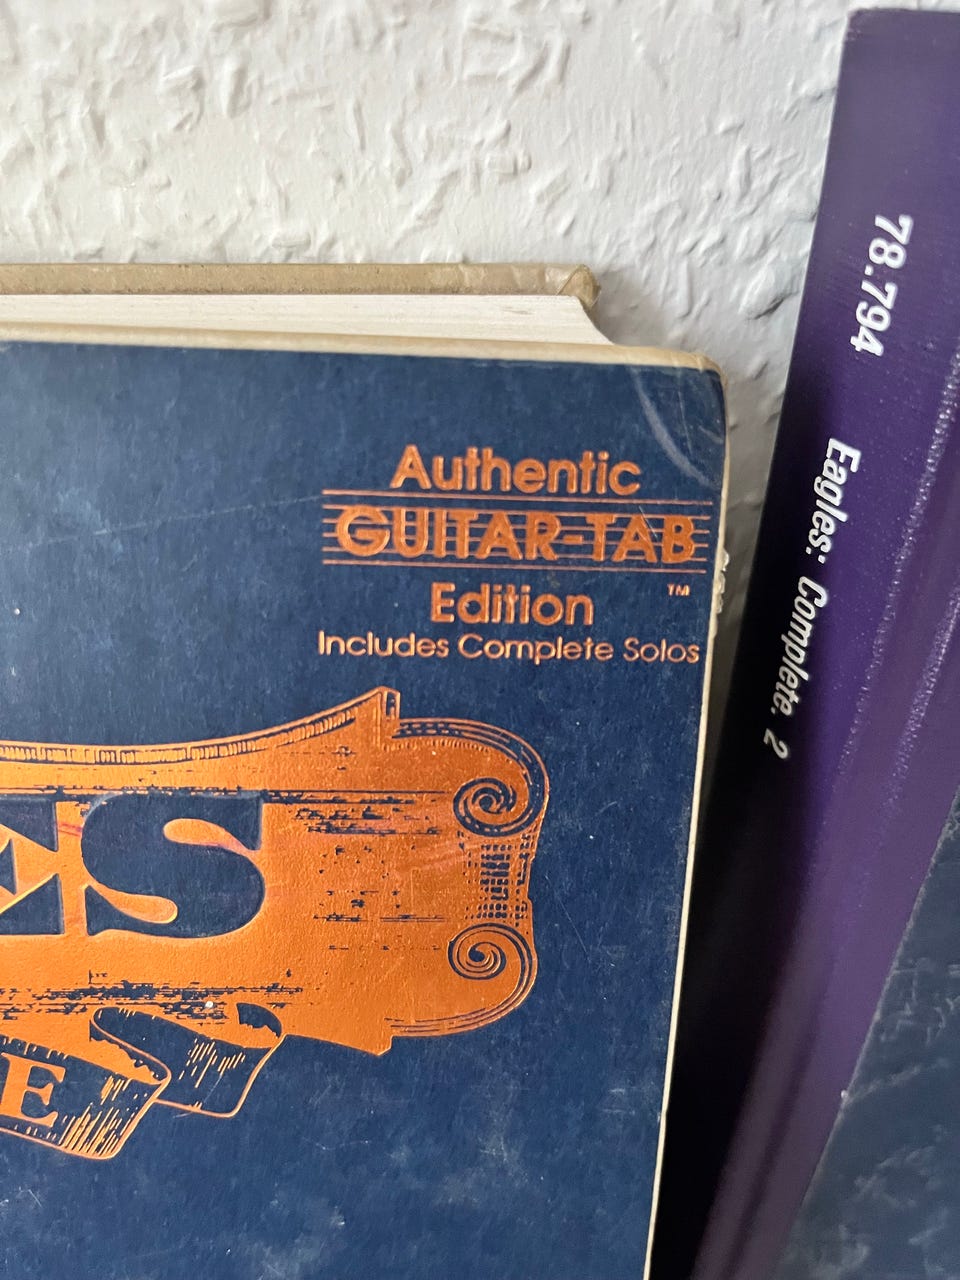 Authentic
GUITAR-TAB
™
Edition
Includes Complete Solos
ES
E
78.794 Eagles: Complete. 2